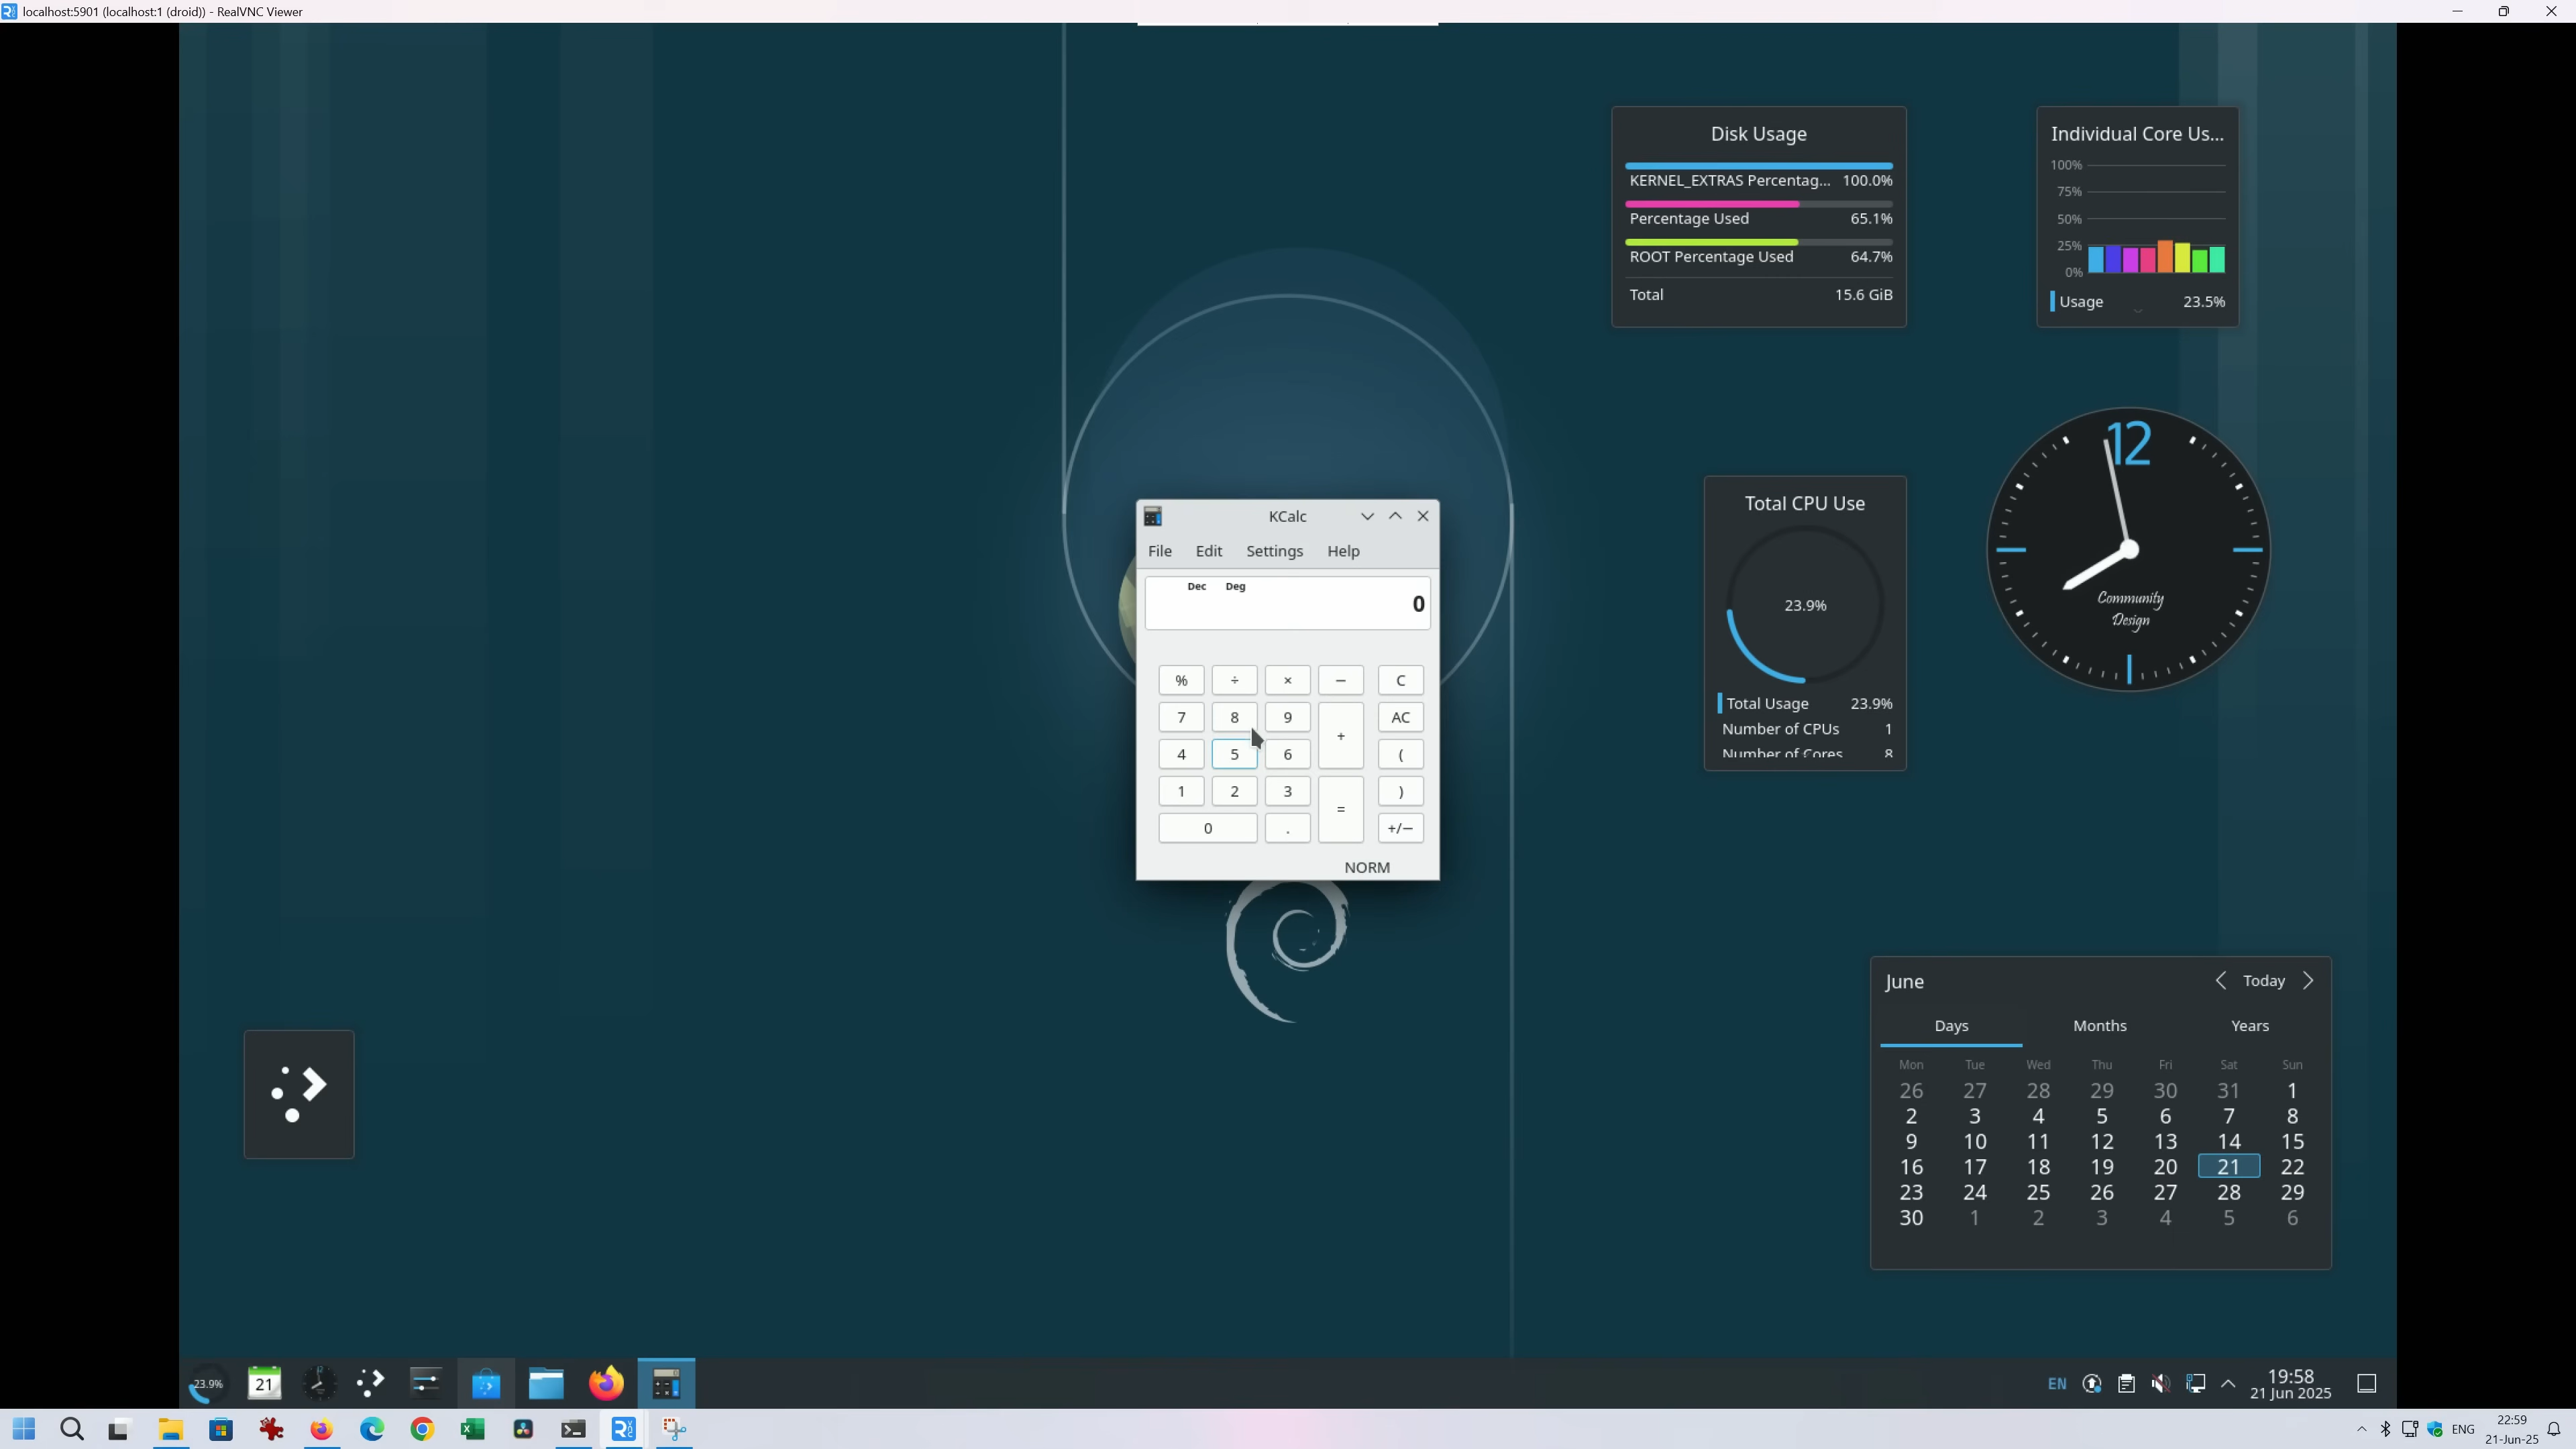 localhost:5901 (localhost:1 (droid)) - RealVNC Viewer
Disk Usage
KERNEL_EXTRAS Percentag... 100.0%
Percentage Used 65.1%
ROOT Percentage Used 64.7%
Total 15.6 GiB
Individual Core Us...
100%
75%
50%
25%
0%
Usage 23.5%
12
Community
Design
Total CPU Use
23.9%
Total Usage 23.9%
Number of CPUs 1
Number of Cores 8
KCalc
File Edit Settings Help
Dec Deg
0
% ÷ × − C
7 8 9 + AC
4 5 6 (
1 2 3 = )
0 . +/−
NORM
June Today
Days Months Years
Mon Tue Wed Thu Fri Sat Sun
26 27 28 29 30 31 1
2 3 4 5 6 7 8
9 10 11 12 13 14 15
16 17 18 19 20 21 22
23 24 25 26 27 28 29
30 1 2 3 4 5 6
23.9% 21 12 EN 19:58
21 Jun 2025
ENG 22:59
21-Jun-25